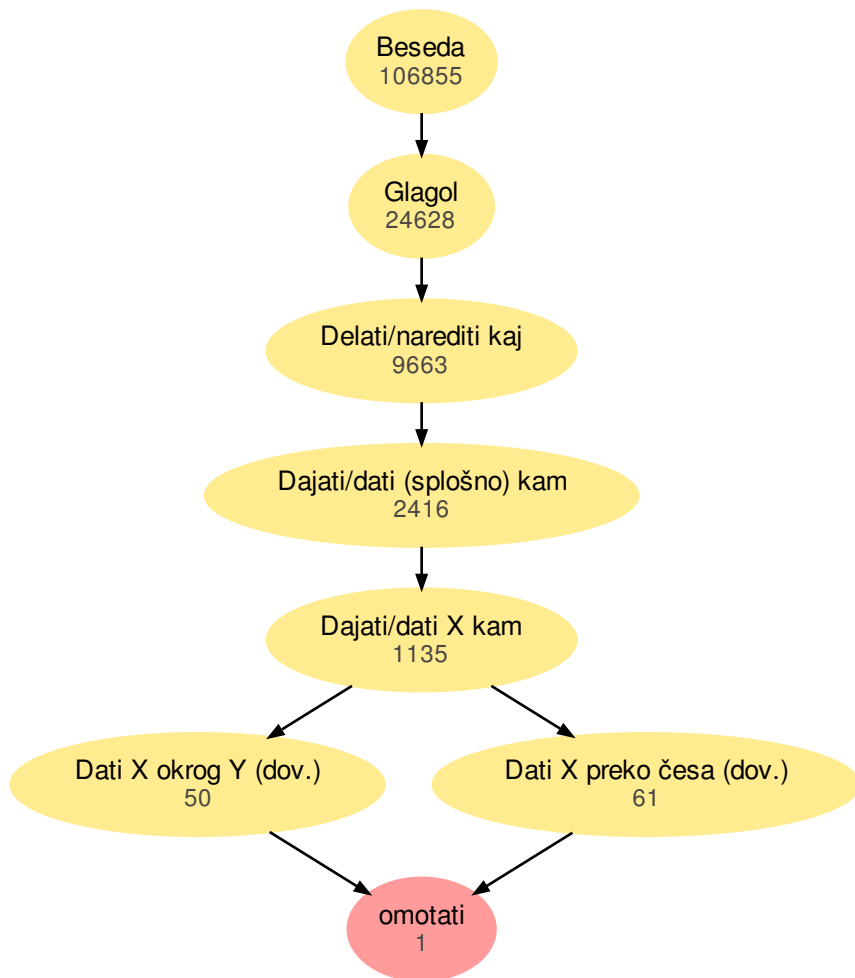 Beseda
106855
Glagol
24628
Delati/narediti kaj
9663
Dajati/dati (splošno) kam
2416
Dajati/dati X kam
1135
Dati X okrog Y (dov.)
50
Dati X preko česa (dov.)
61
omotati
1